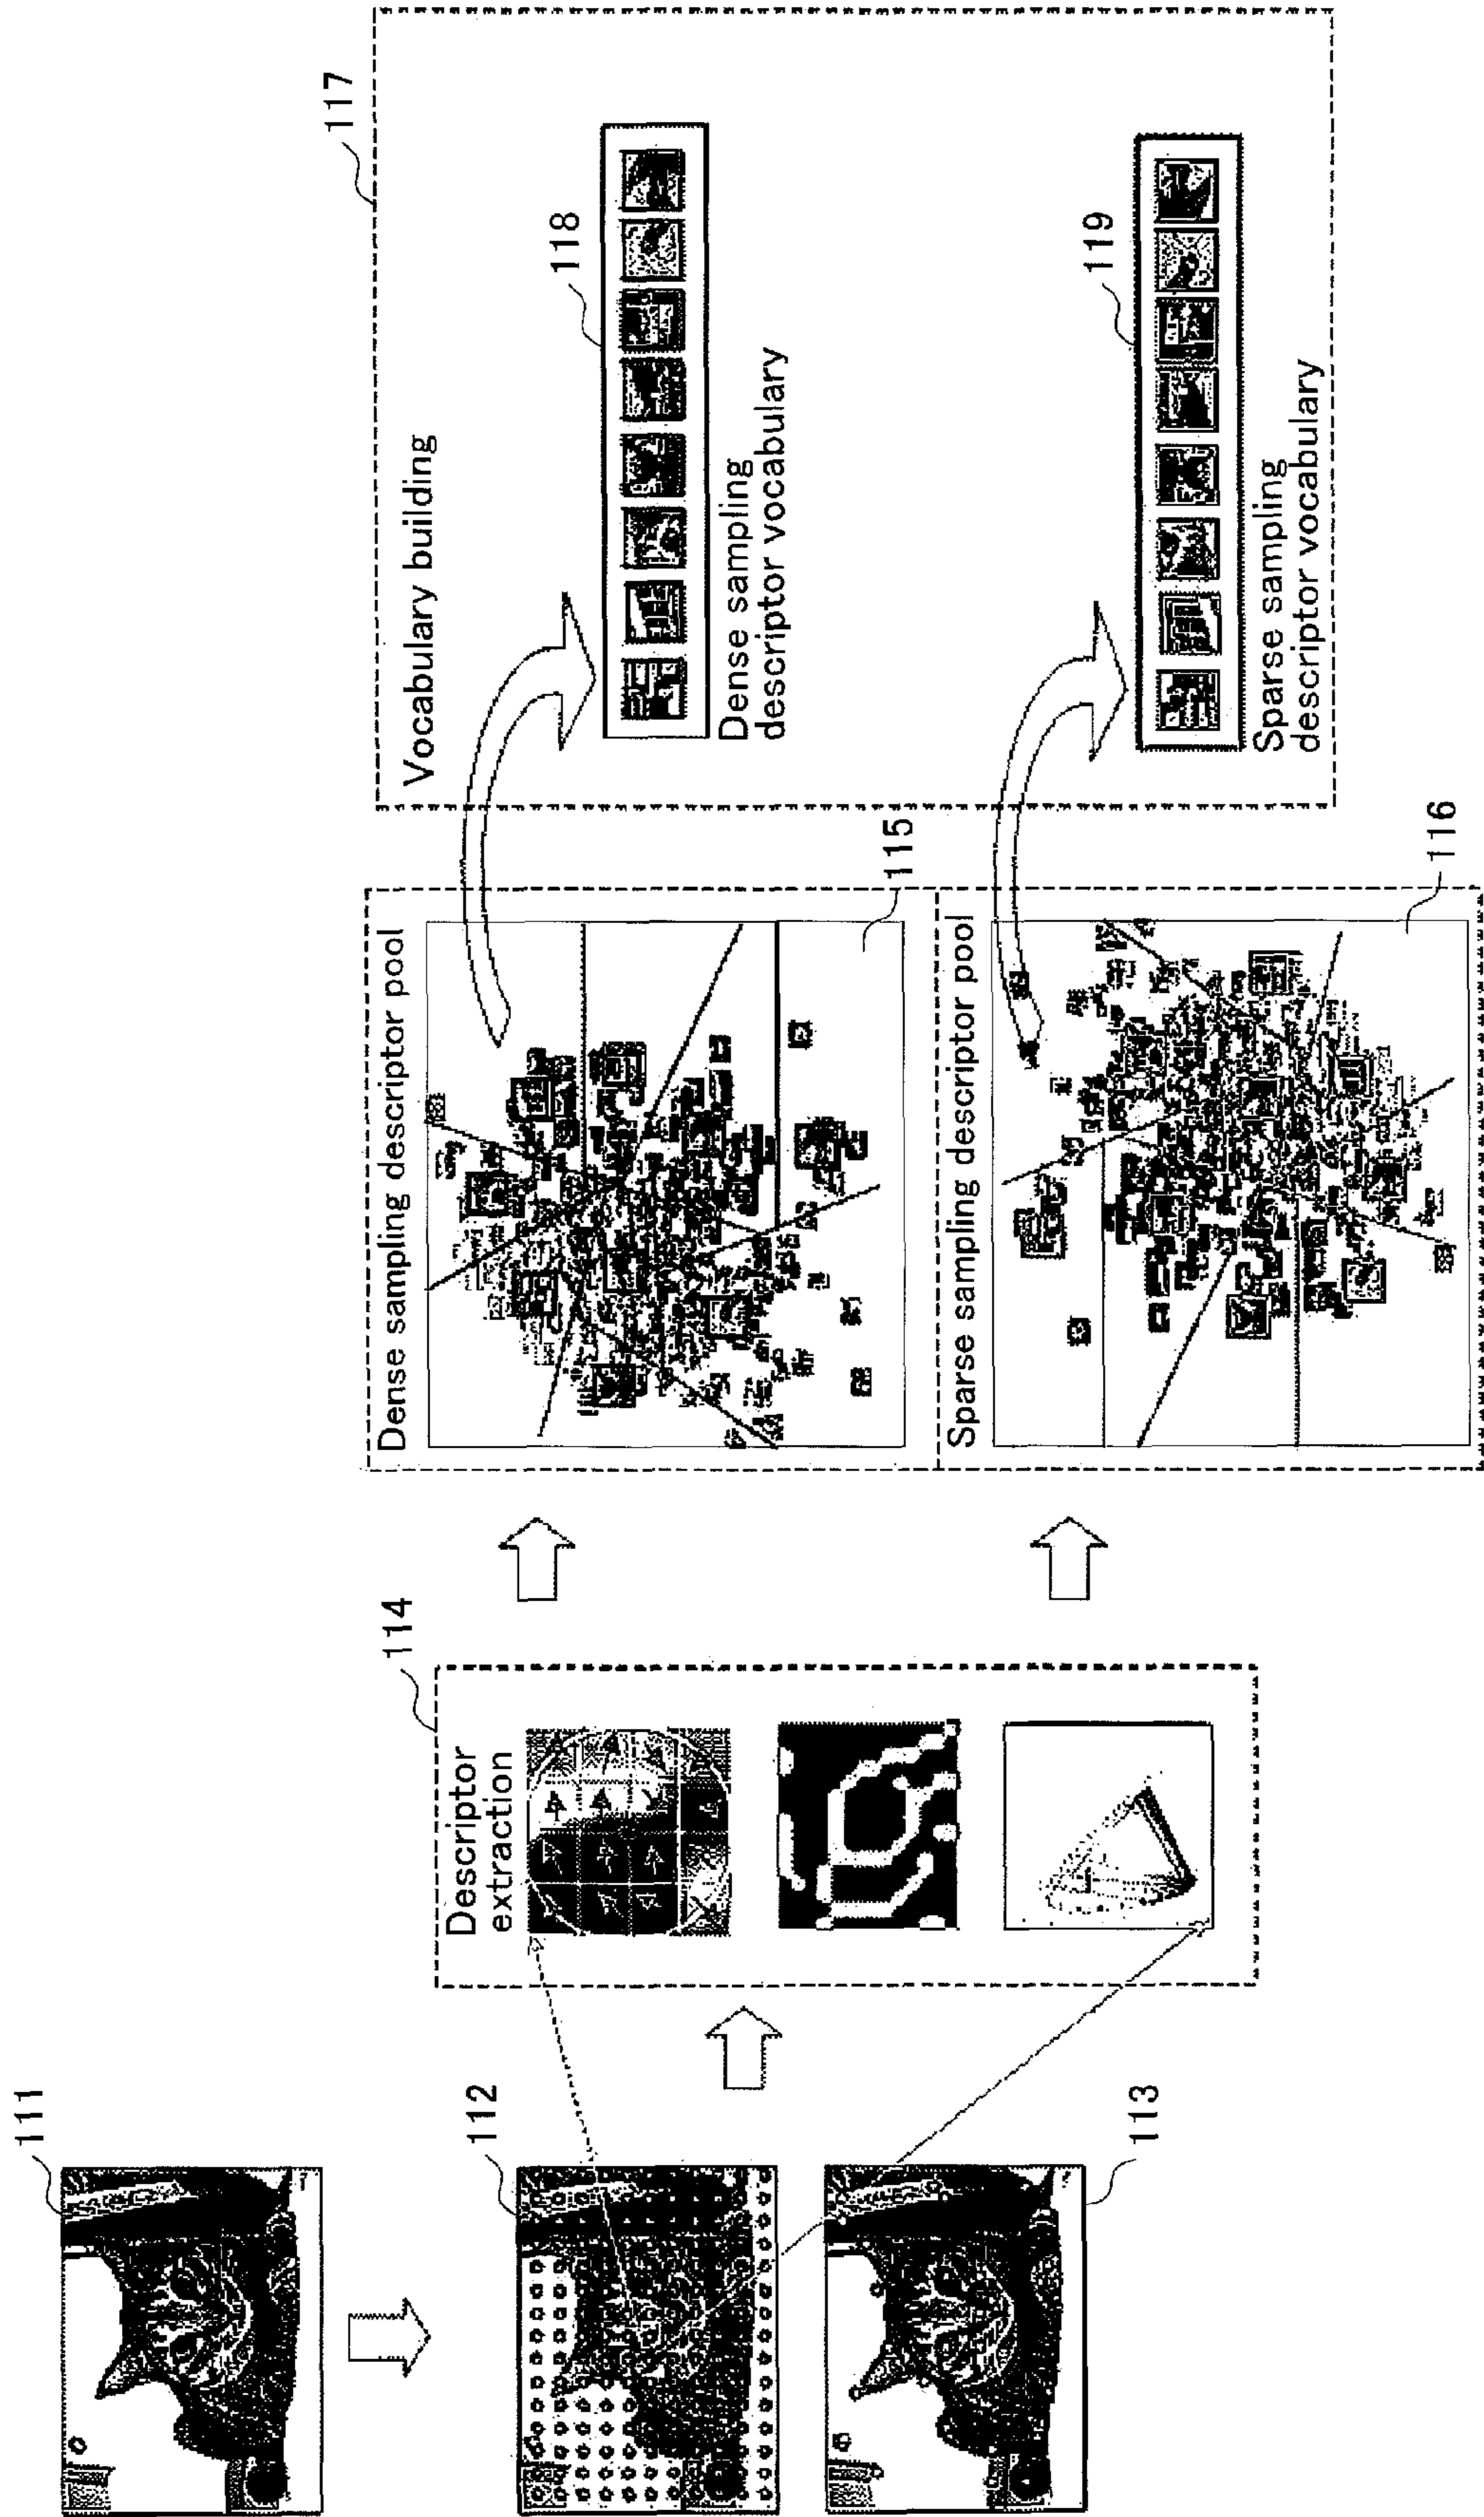 111
112
113
114
Descriptor
extraction
Dense sampling descriptor pool
115
Sparse sampling descriptor pool
116
117
Vocabulary building
118
Dense sampling
descriptor vocabulary
119
Sparse sampling
descriptor vocabulary